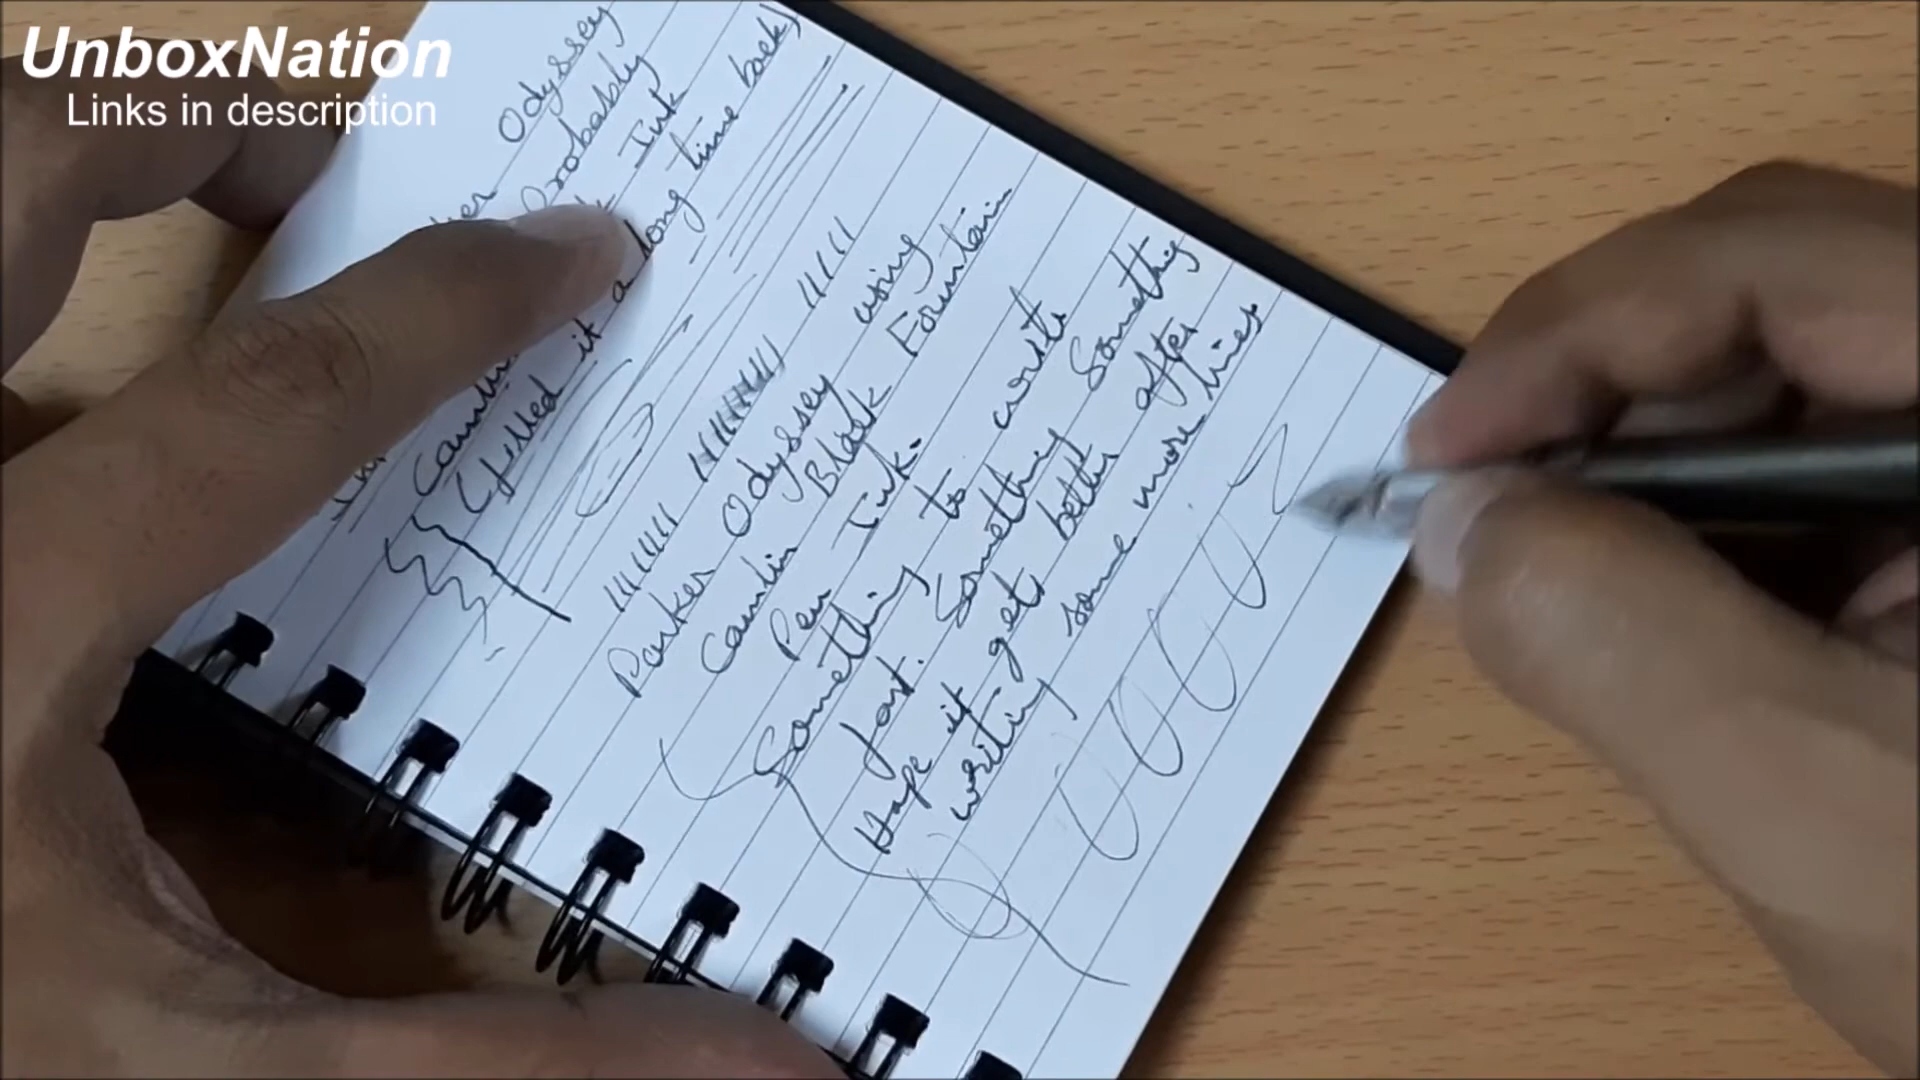 UnboxNation
Links in description
Odyssey
Probably
Ink
(filled it a long time back)
Parker Odyssey using
Camlin Black Fountain
Pen Ink.
Something to write
fast. Something Something
Hope it gets better after
writing some more lines